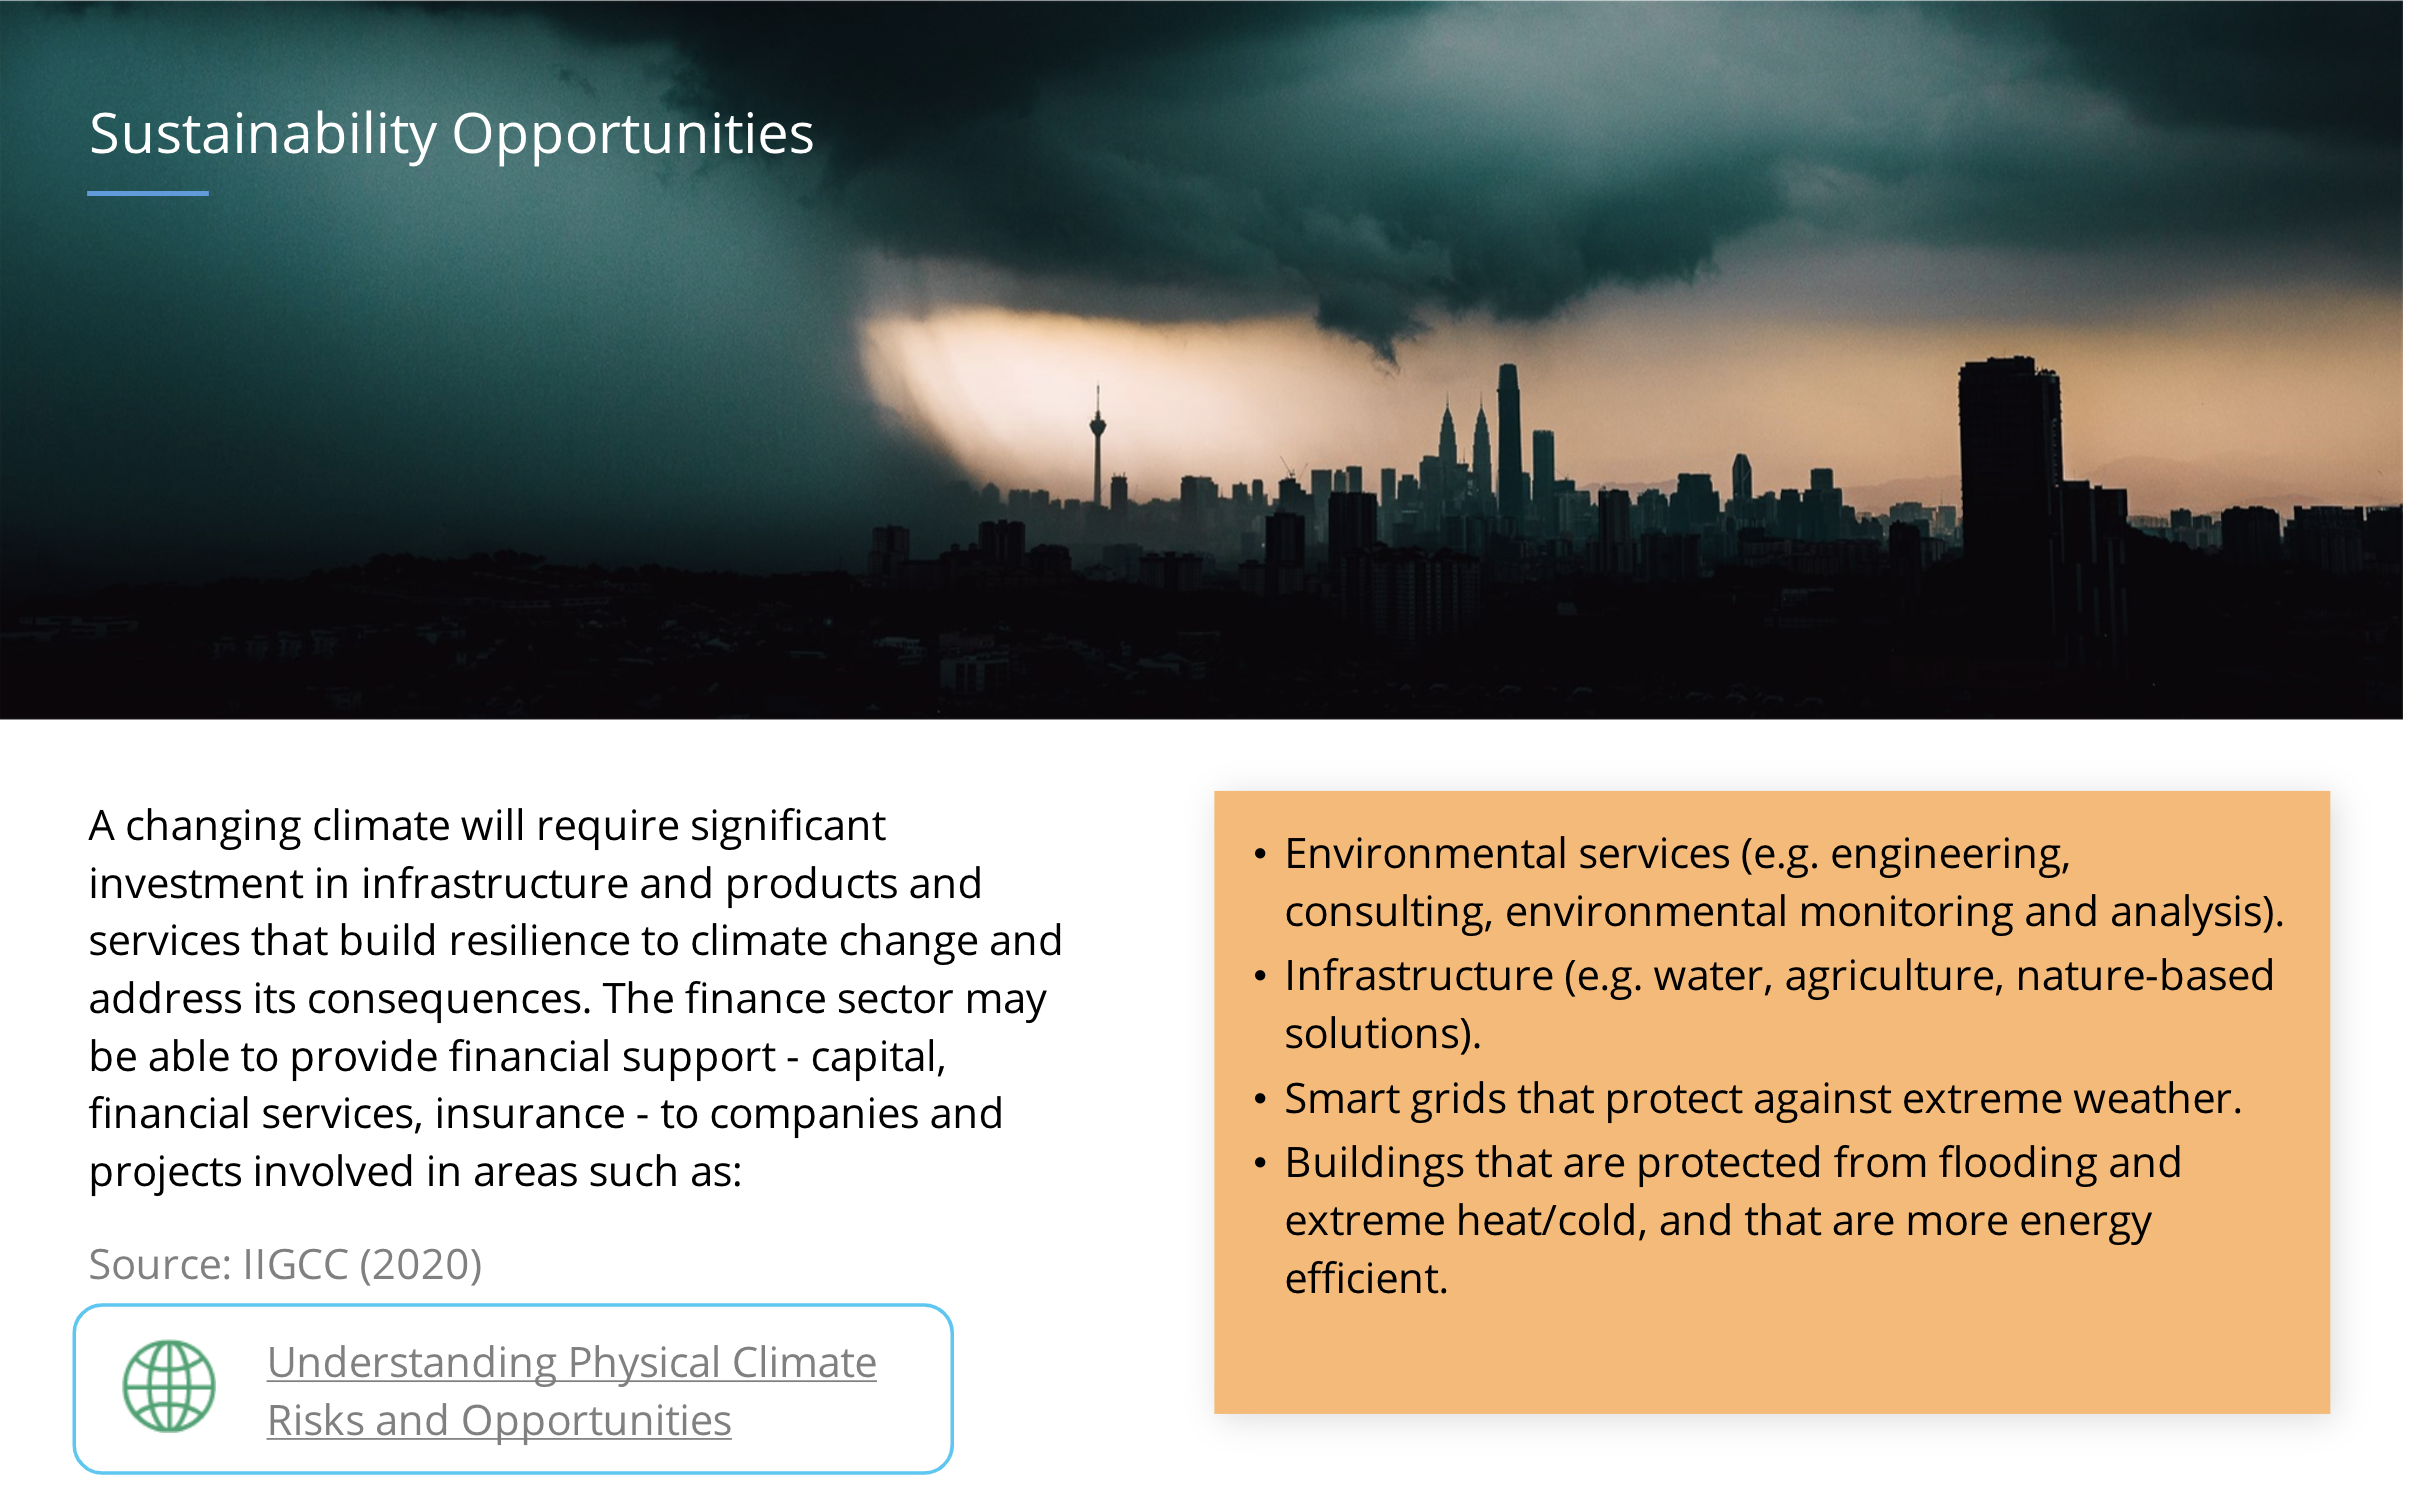 Sustainability Opportunities
A changing climate will require significant
investment in infrastructure and products and
services that build resilience to climate change and
address its consequences. The finance sector may
be able to provide financial support - capital,
financial services, insurance - to companies and
projects involved in areas such as:
Source: IIGCC (2020)
Understanding Physical Climate
Risks and Opportunities
• Environmental services (e.g. engineering,
consulting, environmental monitoring and analysis).
• Infrastructure (e.g. water, agriculture, nature-based
solutions).
• Smart grids that protect against extreme weather.
• Buildings that are protected from flooding and
extreme heat/cold, and that are more energy
efficient.